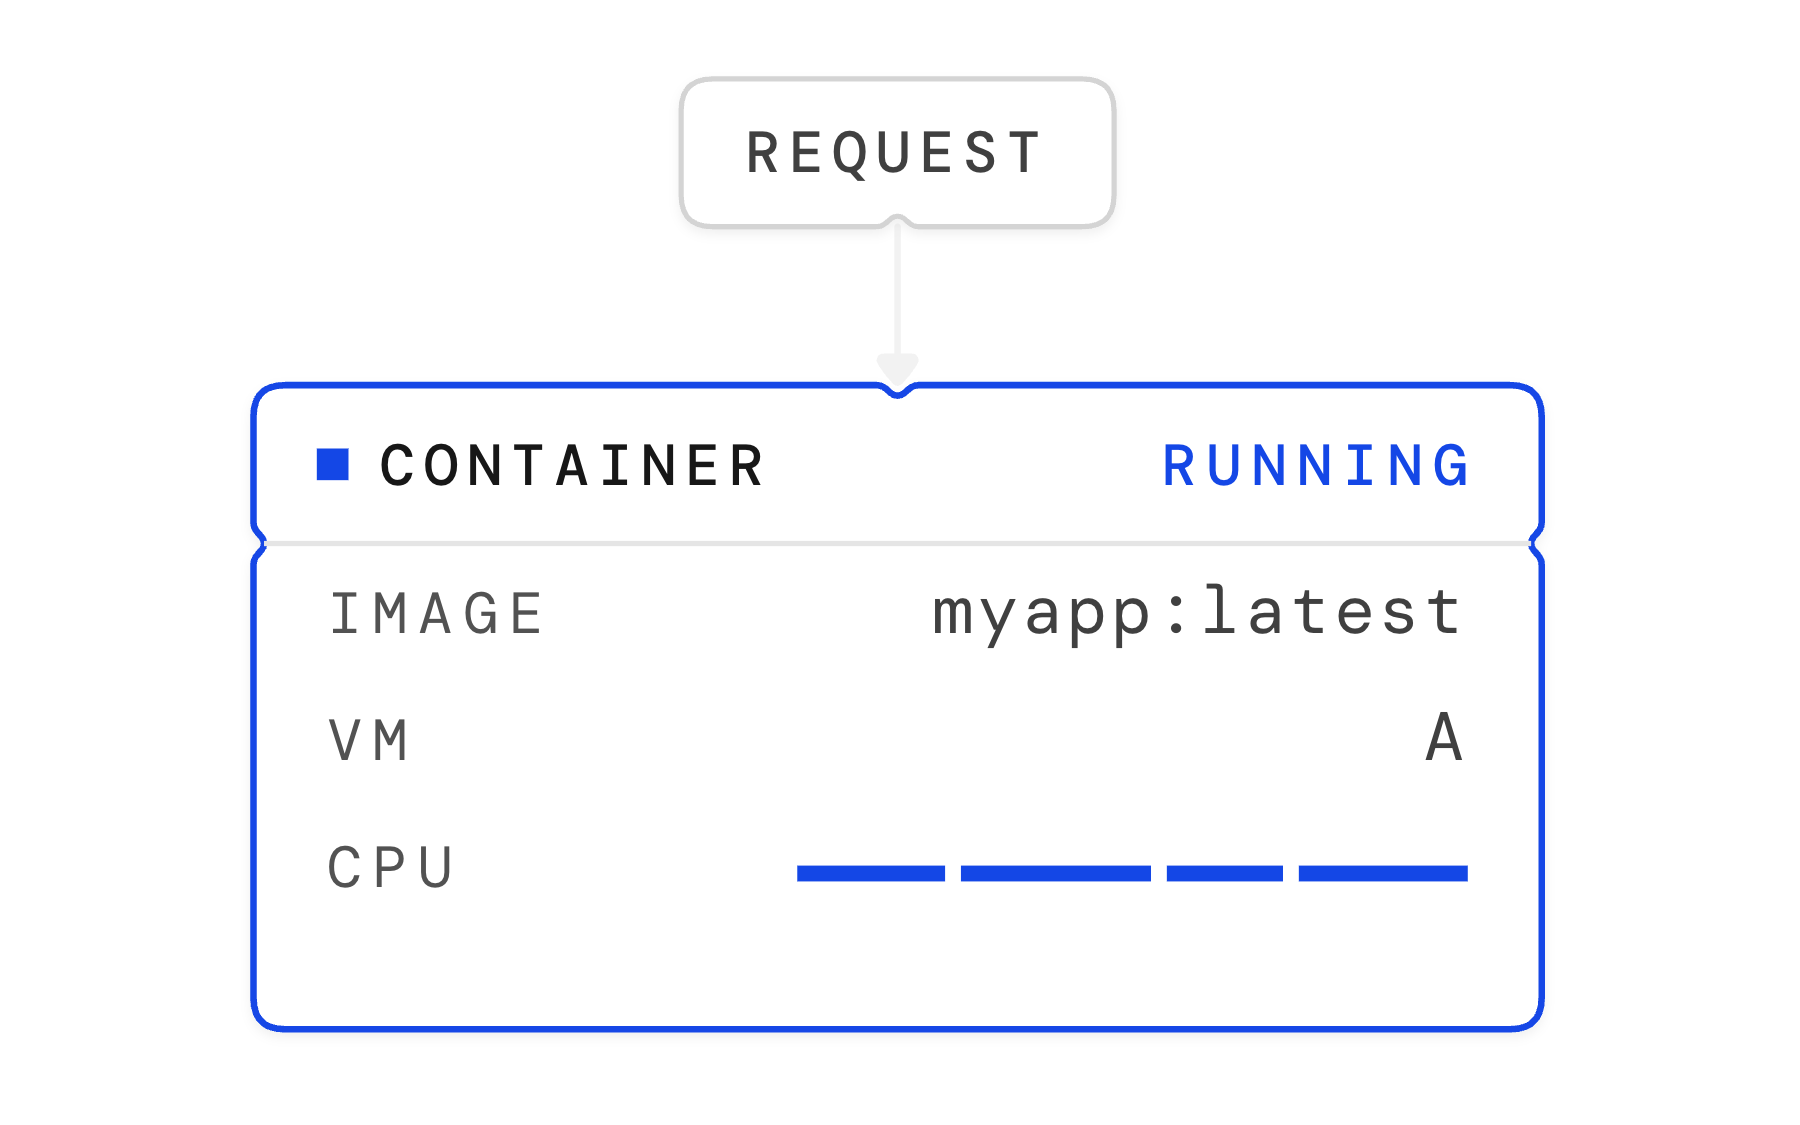 REQUEST
CONTAINER RUNNING
IMAGE myapp:latest
VM A
CPU